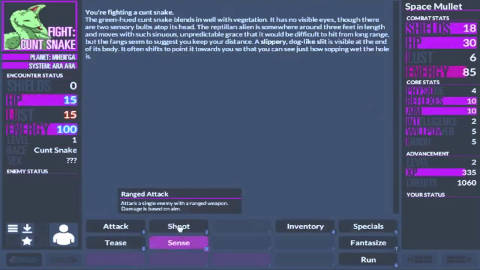 FIGHT:
CUNT SNAKE
PLANET: MHEN'GA
SYSTEM: ARA ARA
ENCOUNTER STATUS
SHIELDS 0
HP 15
LUST 15
ENERGY 100
LEVEL 1
RACE Cunt Snake
SEX ???
ENEMY STATUS
You're fighting a cunt snake.
The green-hued cunt snake blends in well with vegetation. It has no visible eyes, though there
are two sensory bulbs atop its head. The reptilian alien is somewhere around three feet in length
and moves with such sinuous, unpredictable grace that it would be difficult to hit from long range,
but the fangs seem to suggest you keep your distance. A slippery, dog-like slit is visible at the end
of its body. It often shifts to point it towards you so that you can see just how sopping wet the hole
is.
Ranged Attack
Attack a single enemy with a ranged weapon.
Damage is based on aim.
Attack Shoot Inventory Specials
Tease Sense Fantasize
Run
Space Mullet
COMBAT STATS
SHIELDS 18
HP 30
LUST 6
ENERGY 85
CORE STATS
PHYSIQUE 4
REFLEXES 10
AIM 10
INTELLIGENCE 2
WILLPOWER 5
5
ADVANCEMENT
LEVEL 2
XP 335
CREDITS 1060
YOUR STATUS